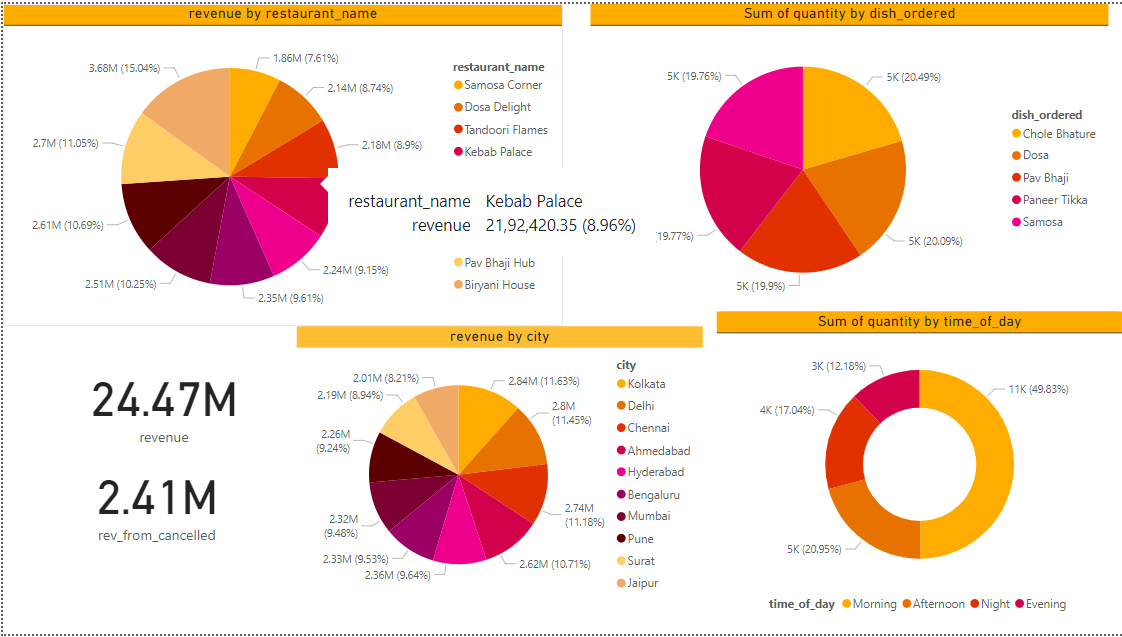 revenue by restaurant_name
1.86M (7.61%)
2.14M (8.74%)
2.18M (8.9%)
2.24M (9.15%)
2.35M (9.61%)
2.51M (10.25%)
2.61M (10.69%)
2.7M (11.05%)
3.68M (15.04%)
restaurant_name
Samosa Corner
Dosa Delight
Tandoori Flames
Kebab Palace
restaurant_name Kebab Palace
revenue 21,92,420.35 (8.96%)
Pav Bhaji Hub
Biryani House
Sum of quantity by dish_ordered
5K (20.49%)
5K (20.09%)
5K (19.9%)
19.77%)
5K (19.76%)
dish_ordered
Chole Bhature
Dosa
Pav Bhaji
Paneer Tikka
Samosa
24.47M
revenue
2.41M
rev_from_cancelled
revenue by city
2.84M (11.63%)
2.8M
(11.45%)
2.74M
(11.18%)
2.62M (10.71%)
2.36M (9.64%)
2.33M (9.53%)
2.32M
(9.48%)
2.26M
(9.24%)
2.19M (8.94%)
2.01M (8.21%)
city
Kolkata
Delhi
Chennai
Ahmedabad
Hyderabad
Bengaluru
Mumbai
Pune
Surat
Jaipur
Sum of quantity by time_of_day
11K (49.83%)
5K (20.95%)
4K (17.04%)
3K (12.18%)
time_of_day Morning Afternoon Night Evening